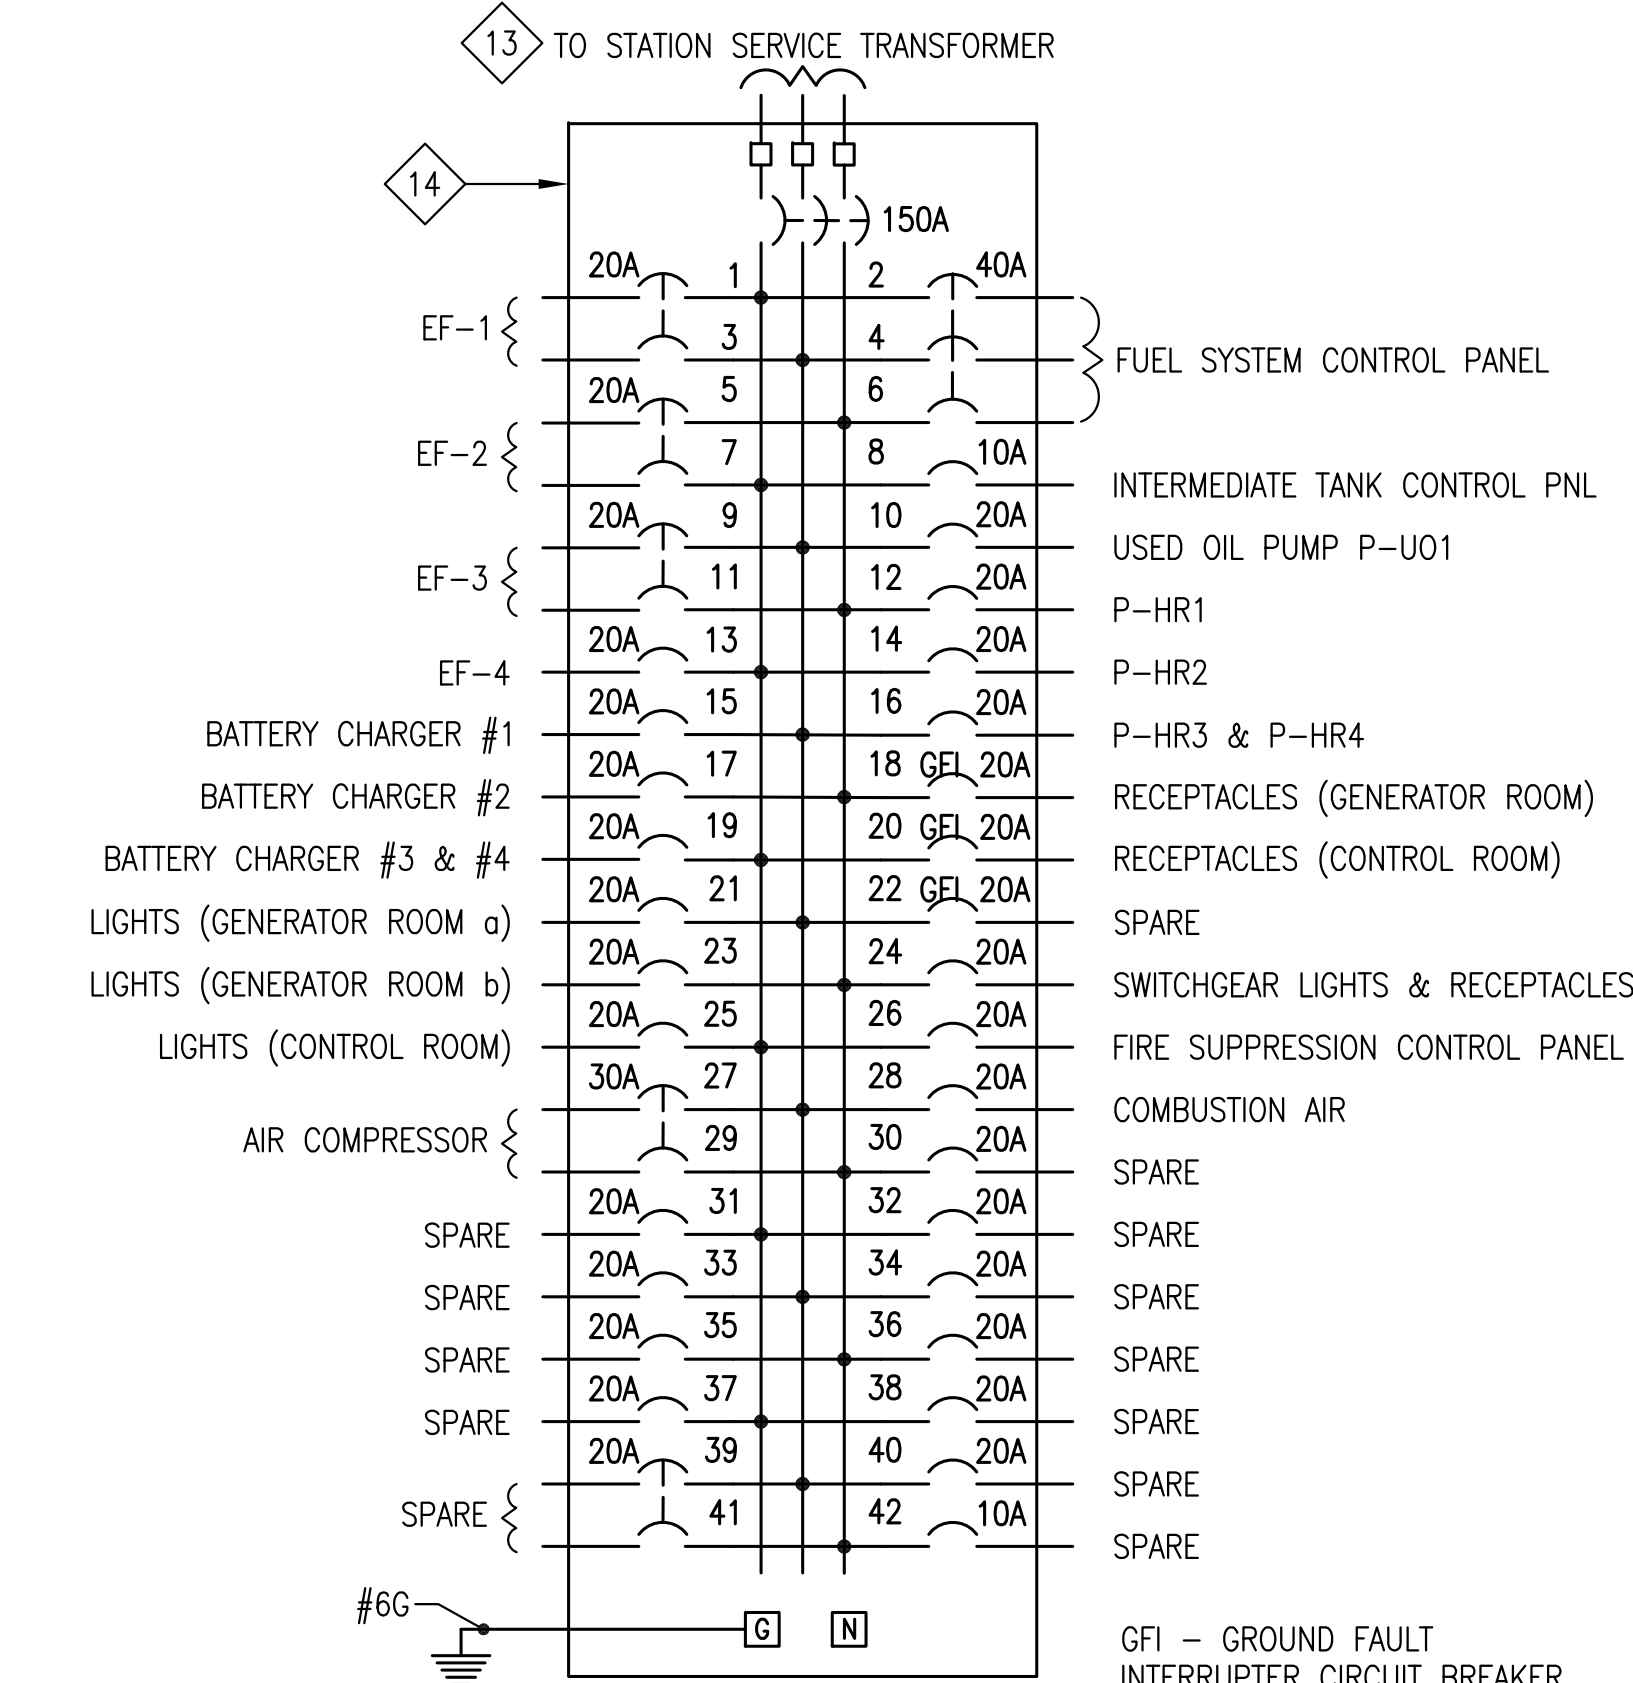 13 TO STATION SERVICE TRANSFORMER
14
150A
20A 1 2 40A
EF-1
3 4
FUEL SYSTEM CONTROL PANEL
20A 5 6
EF-2
7 8 10A
INTERMEDIATE TANK CONTROL PNL
20A 9 10 20A
USED OIL PUMP P-UO1
EF-3
11 12 20A
P-HR1
20A 13 14 20A
EF-4 P-HR2
20A 15 16 20A
BATTERY CHARGER #1 P-HR3 & P-HR4
20A 17 18 GFI 20A
BATTERY CHARGER #2 RECEPTACLES (GENERATOR ROOM)
20A 19 20 GFI 20A
BATTERY CHARGER #3 & #4 RECEPTACLES (CONTROL ROOM)
20A 21 22 GFI 20A
LIGHTS (GENERATOR ROOM a) SPARE
20A 23 24 20A
LIGHTS (GENERATOR ROOM b) SWITCHGEAR LIGHTS & RECEPTACLES
20A 25 26 20A
LIGHTS (CONTROL ROOM) FIRE SUPPRESSION CONTROL PANEL
30A 27 28 20A
COMBUSTION AIR
AIR COMPRESSOR
29 30 20A
SPARE
20A 31 32 20A
SPARE SPARE
20A 33 34 20A
SPARE SPARE
20A 35 36 20A
SPARE SPARE
20A 37 38 20A
SPARE SPARE
20A 39 40 20A
SPARE
SPARE
41 42 10A
SPARE
#6G
G N
GFI - GROUND FAULT
INTERRUPTER CIRCUIT BREAKER